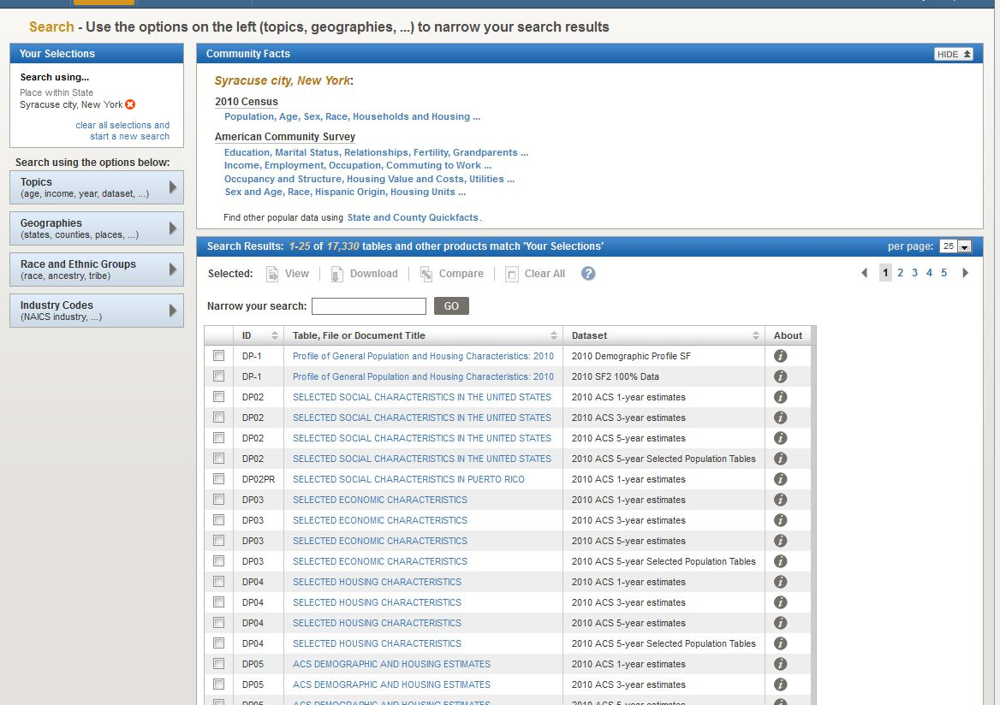 Search - Use the options on the left (topics, geographies, ...) to narrow your search results
Your Selections
Search using...
Place within State
Syracuse city, New York
clear all selections and
start a new search
Search using the options below:
Topics
(age, income, year, dataset, ...)
Geographies
(states, counties, places, ...)
Race and Ethnic Groups
(race, ancestry, tribe)
Industry Codes
(NAICS industry, ...)
Community Facts
HIDE
Syracuse city, New York:
2010 Census
Population, Age, Sex, Race, Households and Housing ...
American Community Survey
Education, Marital Status, Relationships, Fertility, Grandparents ...
Income, Employment, Occupation, Commuting to Work ...
Occupancy and Structure, Housing Value and Costs, Utilities ...
Sex and Age, Race, Hispanic Origin, Housing Units ...
Find other popular data using State and County Quickfacts.
Search Results: 1-25 of 17,330 tables and other products match 'Your Selections'
per page: 25
Selected: View Download Compare Clear All ?
1 2 3 4 5
Narrow your search: GO
ID Table, File or Document Title Dataset About
DP-1 Profile of General Population and Housing Characteristics: 2010 2010 Demographic Profile SF i
DP-1 Profile of General Population and Housing Characteristics: 2010 2010 SF2 100% Data i
DP02 SELECTED SOCIAL CHARACTERISTICS IN THE UNITED STATES 2010 ACS 1-year estimates i
DP02 SELECTED SOCIAL CHARACTERISTICS IN THE UNITED STATES 2010 ACS 3-year estimates i
DP02 SELECTED SOCIAL CHARACTERISTICS IN THE UNITED STATES 2010 ACS 5-year estimates i
DP02 SELECTED SOCIAL CHARACTERISTICS IN THE UNITED STATES 2010 ACS 5-year Selected Population Tables i
DP02PR SELECTED SOCIAL CHARACTERISTICS IN PUERTO RICO 2010 ACS 1-year estimates i
DP03 SELECTED ECONOMIC CHARACTERISTICS 2010 ACS 1-year estimates i
DP03 SELECTED ECONOMIC CHARACTERISTICS 2010 ACS 3-year estimates i
DP03 SELECTED ECONOMIC CHARACTERISTICS 2010 ACS 5-year estimates i
DP03 SELECTED ECONOMIC CHARACTERISTICS 2010 ACS 5-year Selected Population Tables i
DP04 SELECTED HOUSING CHARACTERISTICS 2010 ACS 1-year estimates i
DP04 SELECTED HOUSING CHARACTERISTICS 2010 ACS 3-year estimates i
DP04 SELECTED HOUSING CHARACTERISTICS 2010 ACS 5-year estimates i
DP04 SELECTED HOUSING CHARACTERISTICS 2010 ACS 5-year Selected Population Tables i
DP05 ACS DEMOGRAPHIC AND HOUSING ESTIMATES 2010 ACS 1-year estimates i
DP05 ACS DEMOGRAPHIC AND HOUSING ESTIMATES 2010 ACS 3-year estimates i
DP05 ACS DEMOGRAPHIC AND HOUSING ESTIMATES 2010 ACS 5-year estimates